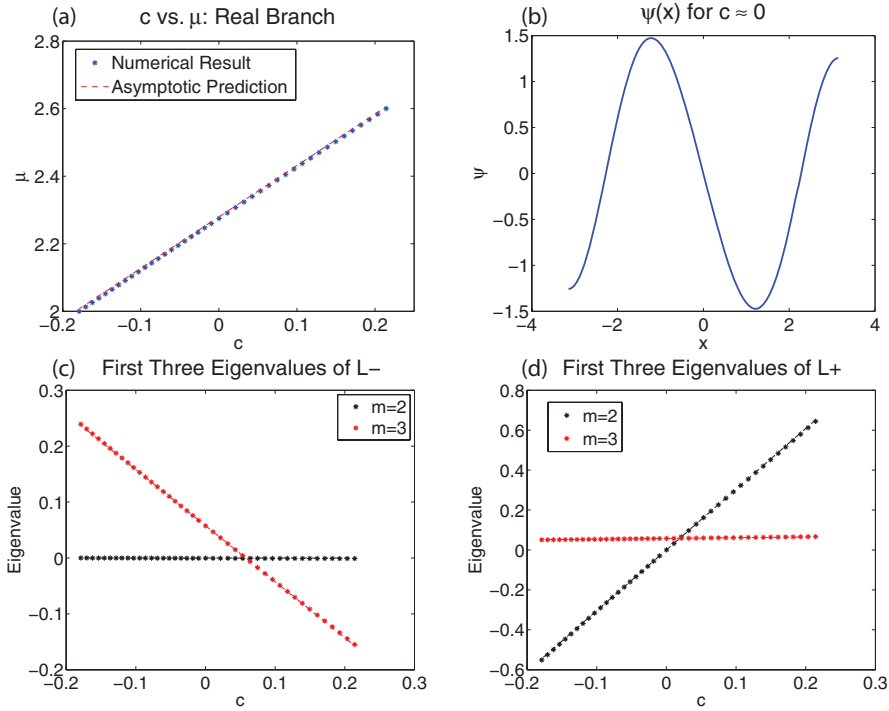 (a)
c vs. μ: Real Branch
Numerical Result
Asymptotic Prediction
2.8
2.6
2.4
2.2
2
μ
−0.2
−0.1
0
0.1
0.2
c
(b)
ψ(x) for c ≈ 0
1.5
1
0.5
0
−0.5
−1
−1.5
ψ
−4
−2
0
2
4
x
(c)
First Three Eigenvalues of L−
m=2
m=3
0.3
0.2
0.1
0
−0.1
−0.2
Eigenvalue
−0.2
−0.1
0
0.1
0.2
0.3
c
(d)
First Three Eigenvalues of L+
m=2
m=3
0.8
0.6
0.4
0.2
0
−0.2
−0.4
−0.6
Eigenvalue
−0.2
−0.1
0
0.1
0.2
0.3
c